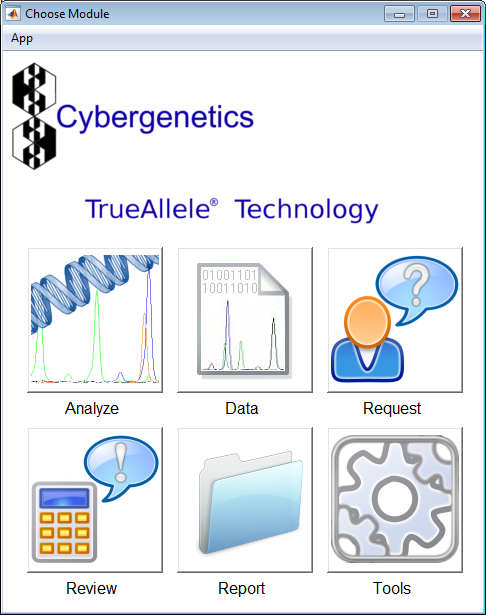 Choose Module
App
Cybergenetics
TrueAllele® Technology
01001101
10011010
?
Analyze
Data
Request
!
Review
Report
Tools